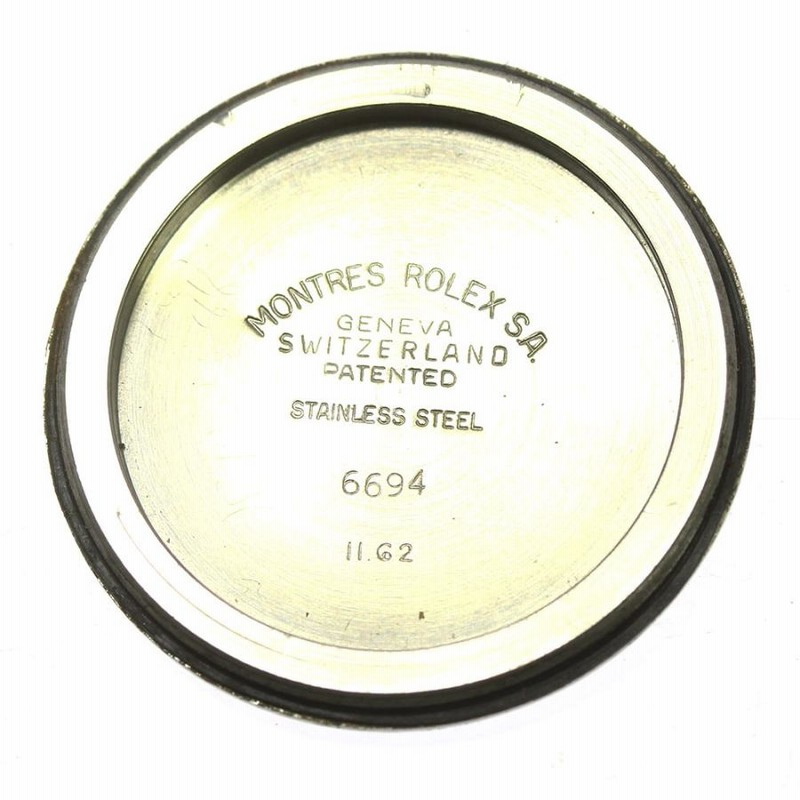 MONTRES ROLEX S.A.
GENEVA
SWITZERLAND
PATENTED
STAINLESS STEEL
6694
II.62